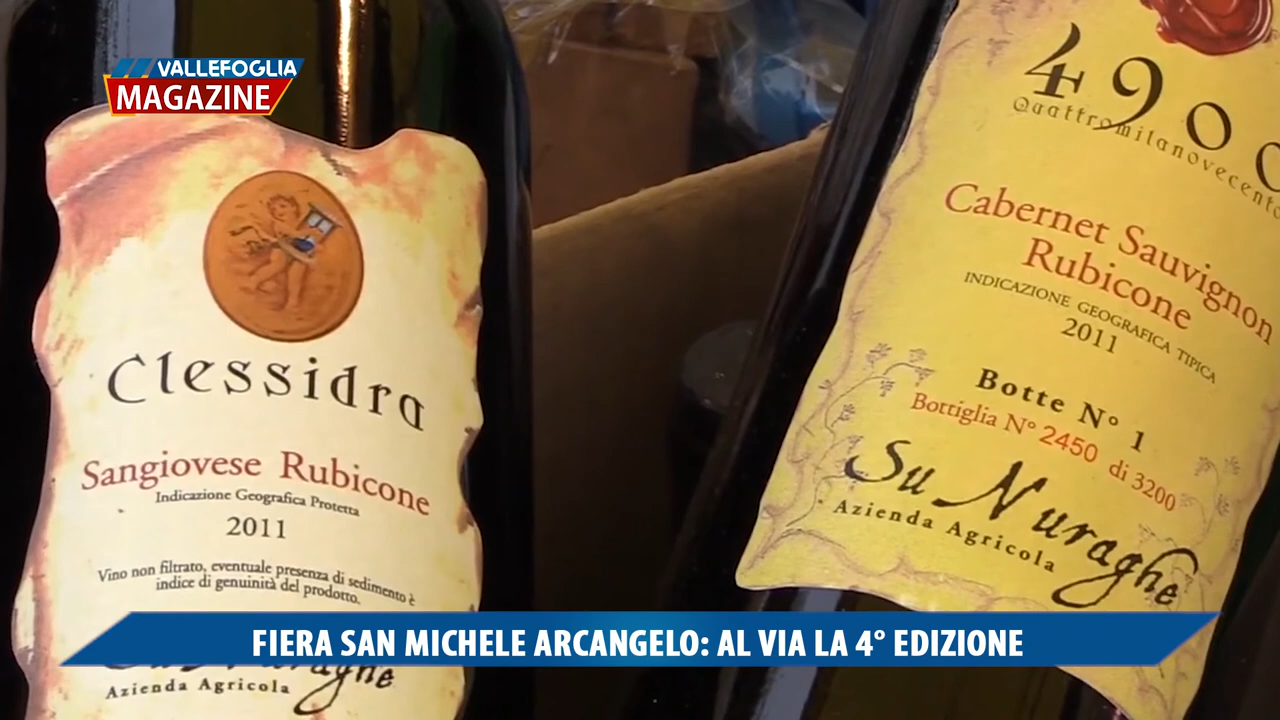 VALLEFOGLIA
MAGAZINE
Clessidra
Sangiovese Rubicone
Indicazione Geografica Protetta
2011
Vino non filtrato, eventuale presenza di sedimento è
indice di genuinità del prodotto.
Azienda Agricola
4900
Quattromilanovecento
Cabernet Sauvignon
Rubicone
INDICAZIONE GEOGRAFICA TIPICA
2011
Botte N° 1
Bottiglia N° 2450 di 3200
Su Nuraghe
Azienda Agricola
FIERA SAN MICHELE ARCANGELO: AL VIA LA 4° EDIZIONE